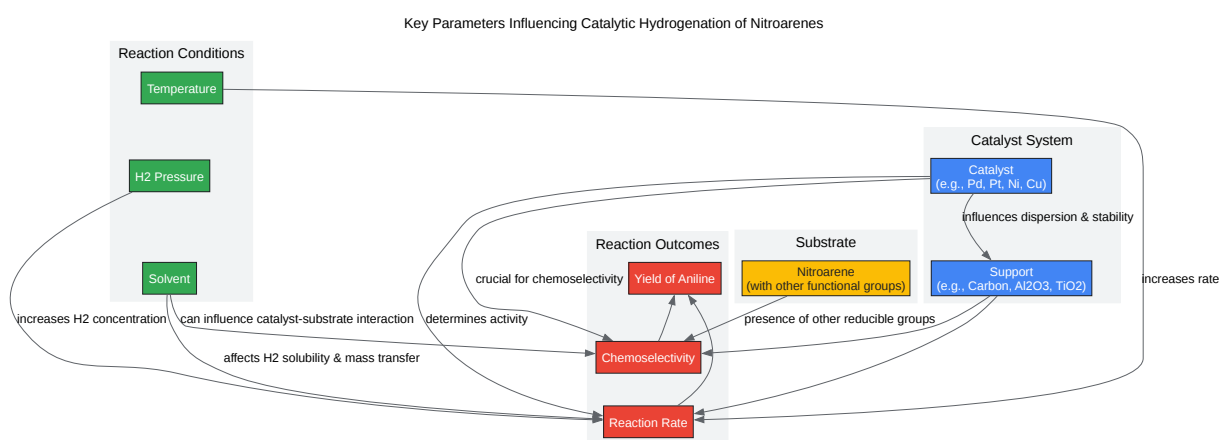 Key Parameters Influencing Catalytic Hydrogenation of Nitroarenes
Reaction Conditions
Temperature
H2 Pressure
Solvent
Catalyst System
Catalyst
(e.g., Pd, Pt, Ni, Cu)
influences dispersion & stability
Support
(e.g., Carbon, Al2O3, TiO2)
Substrate
Nitroarene
(with other functional groups)
Reaction Outcomes
Yield of Aniline
crucial for chemoselectivity
increases rate
increases H2 concentration
can influence catalyst-substrate interaction
determines activity
presence of other reducible groups
affects H2 solubility & mass transfer
Chemoselectivity
Reaction Rate